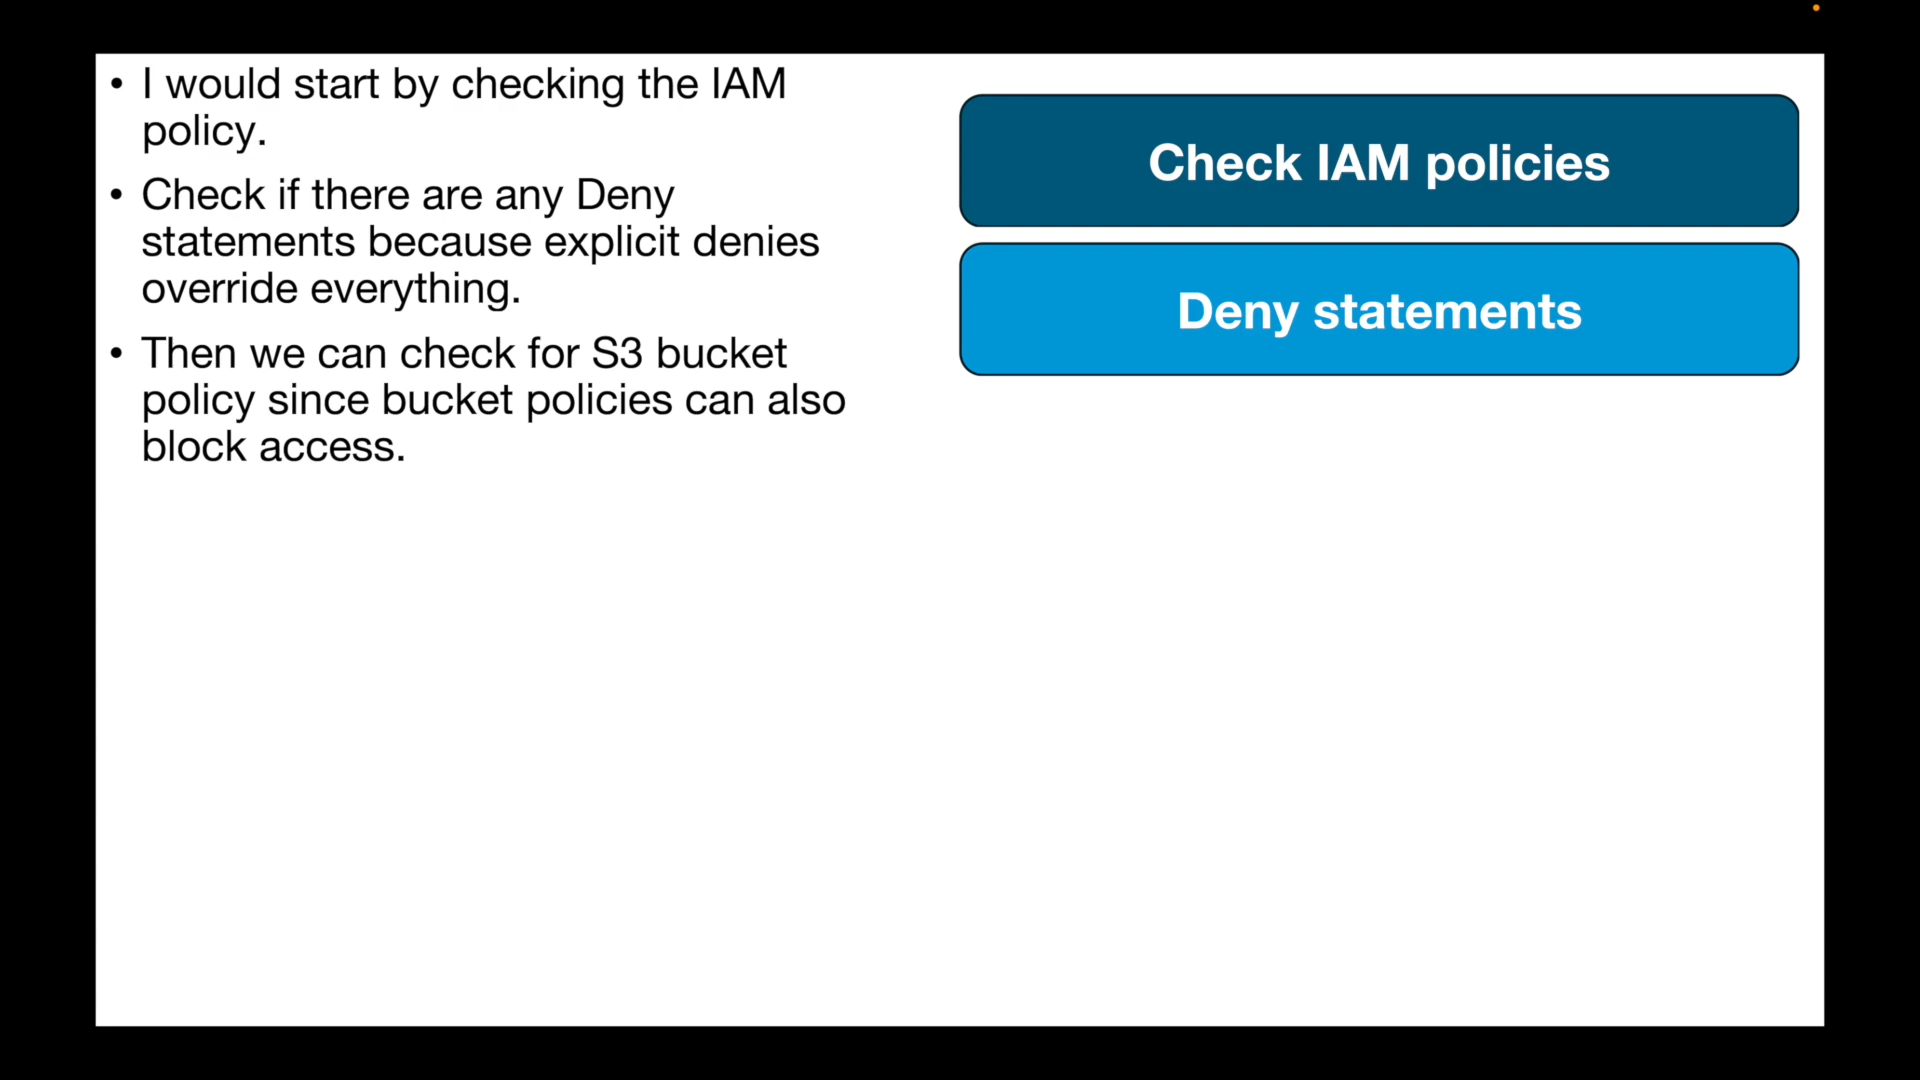 • I would start by checking the IAM
policy.
• Check if there are any Deny
statements because explicit denies
override everything.
• Then we can check for S3 bucket
policy since bucket policies can also
block access.
Check IAM policies
Deny statements